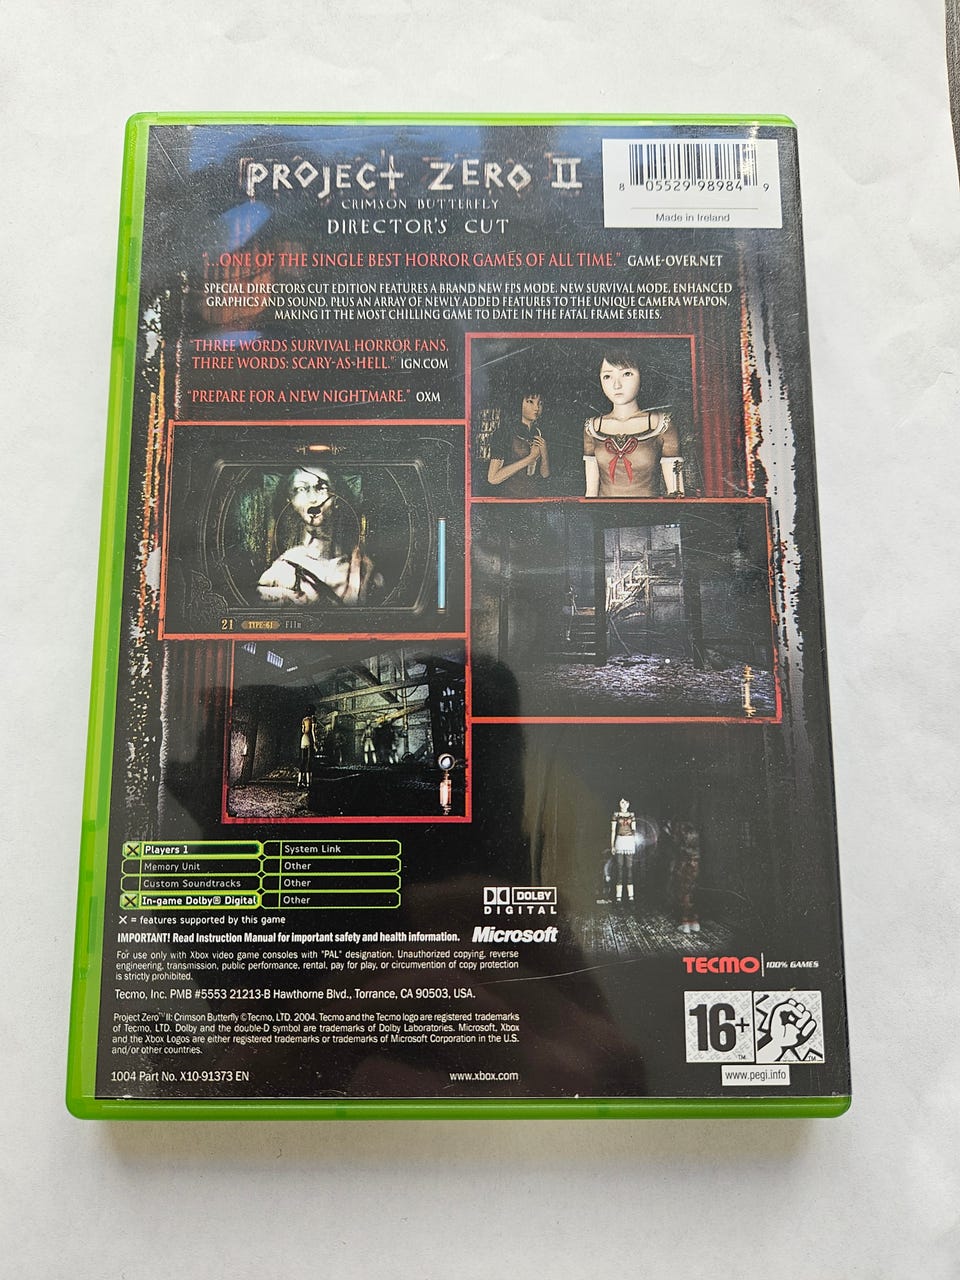 PROJECT ZERO II
CRIMSON BUTTERFLY
DIRECTOR'S CUT
8 05529 98984 9
Made in Ireland
"...ONE OF THE SINGLE BEST HORROR GAMES OF ALL TIME." GAME-OVER.NET
SPECIAL DIRECTORS CUT EDITION FEATURES A BRAND NEW FPS MODE, NEW SURVIVAL MODE, ENHANCED
GRAPHICS AND SOUND, PLUS AN ARRAY OF NEWLY ADDED FEATURES TO THE UNIQUE CAMERA WEAPON,
MAKING IT THE MOST CHILLING GAME TO DATE IN THE FATAL FRAME SERIES.
"THREE WORDS SURVIVAL HORROR FANS,
THREE WORDS: SCARY-AS-HELL." IGN.COM
"PREPARE FOR A NEW NIGHTMARE." OXM
21 TYPE-61 Film
Players 1
System Link
Memory Unit
Other
Custom Soundtracks
Other
In-game Dolby® Digital
Other
X = features supported by this game
DOLBY
DIGITAL
IMPORTANT! Read Instruction Manual for important safety and health information.
Microsoft
For use only with Xbox video game consoles with "PAL" designation. Unauthorized copying, reverse
engineering, transmission, public performance, rental, pay for play, or circumvention of copy protection
is strictly prohibited.
TECMO 100% GAMES
Tecmo, Inc. PMB #5553 21213-B Hawthorne Blvd., Torrance, CA 90503, USA.
Project Zero™ II: Crimson Butterfly ©Tecmo, LTD. 2004. Tecmo and the Tecmo logo are registered trademarks
of Tecmo, LTD. Dolby and the double-D symbol are trademarks of Dolby Laboratories. Microsoft, Xbox
and the Xbox Logos are either registered trademarks or trademarks of Microsoft Corporation in the U.S.
and/or other countries.
16+
TM
TM
1004 Part No. X10-91373 EN
www.xbox.com
www.pegi.info